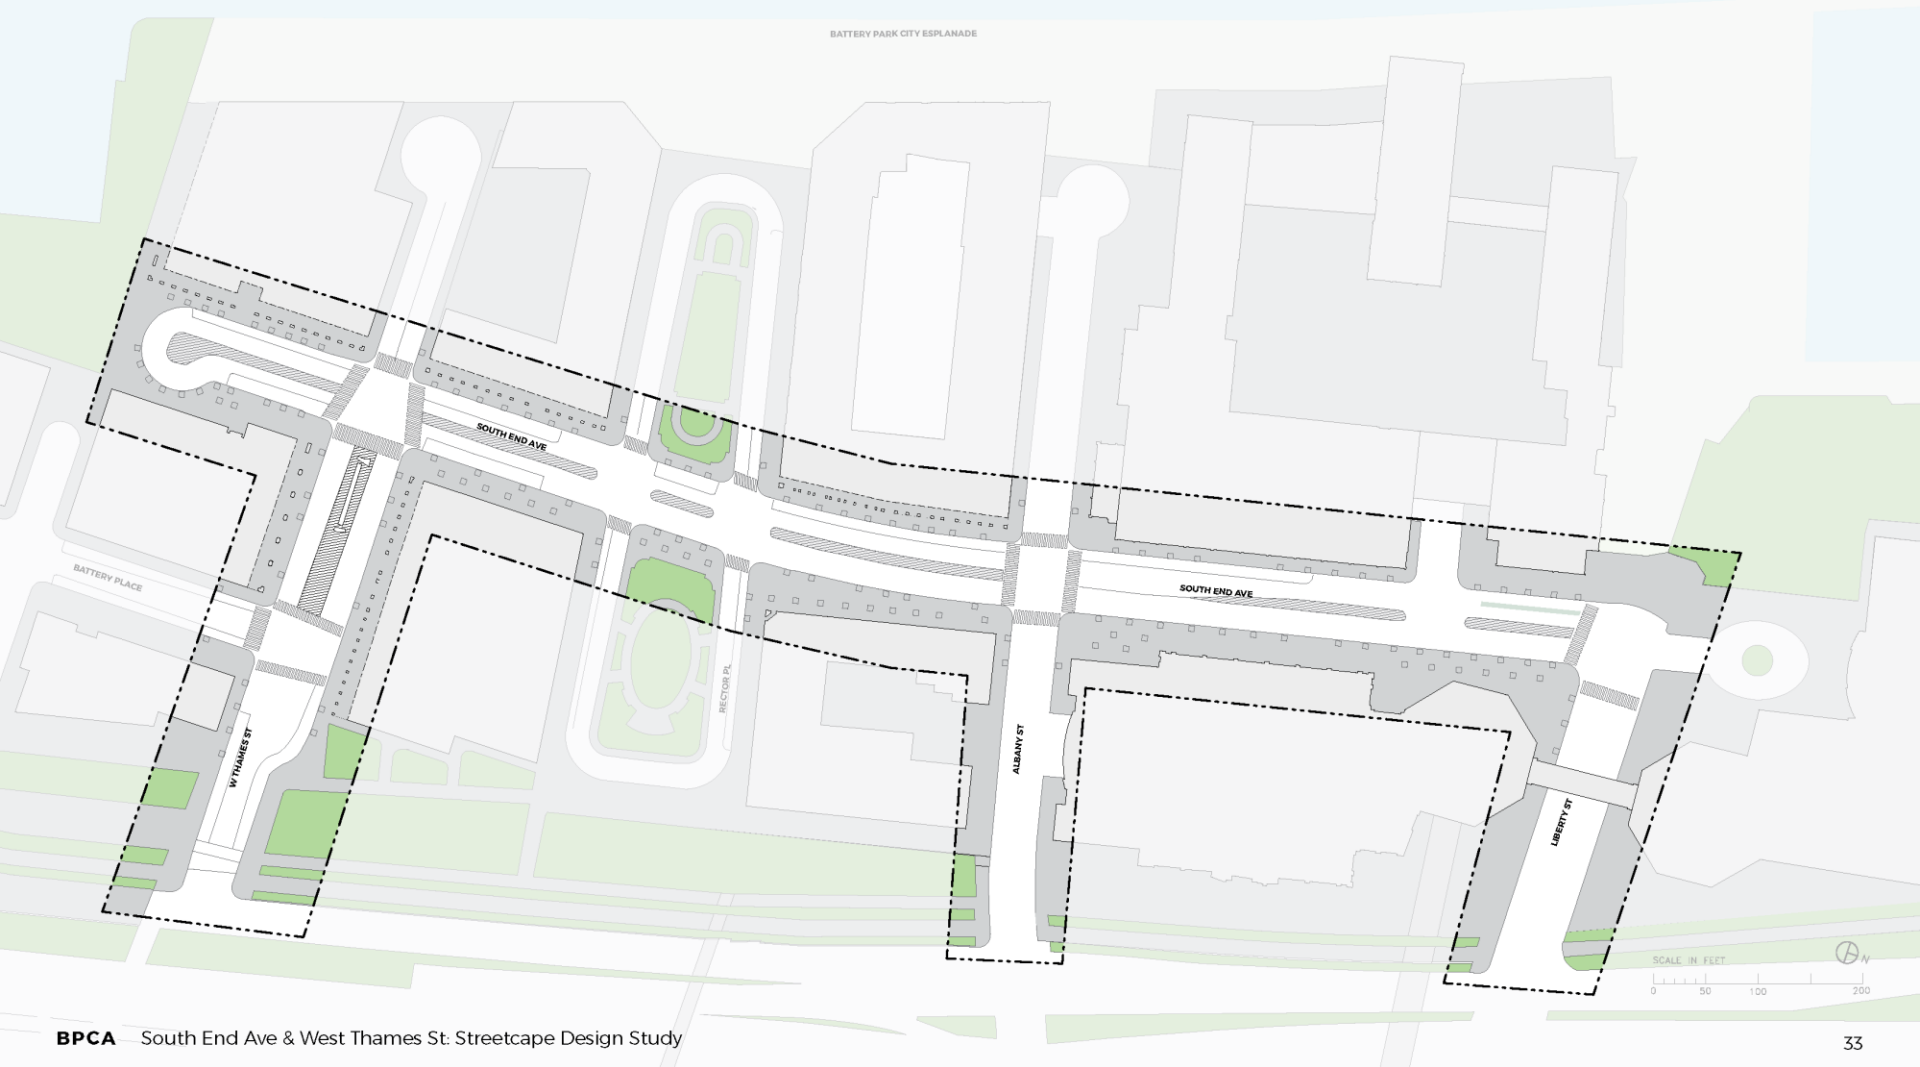 BATTERY PARK CITY ESPLANADE
SOUTH END AVE
SOUTH END AVE
BATTERY PLACE
RECTOR PL
W THAMES ST
ALBANY ST
LIBERTY ST
N
SCALE IN FEET
0 50 100 200
BPCA South End Ave & West Thames St: Streetcape Design Study
33